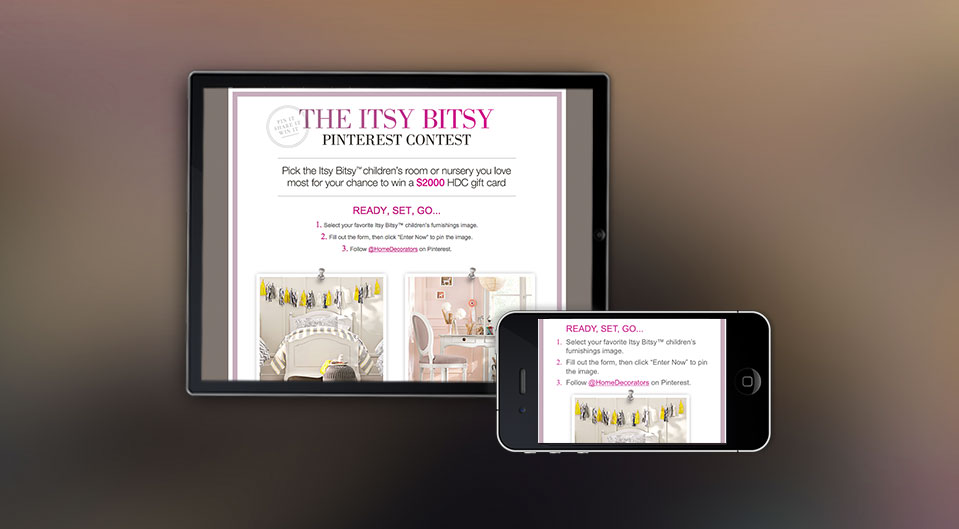 PIN IT
SHARE IT
WIN IT
THE ITSY BITSY
PINTEREST CONTEST
Pick the Itsy Bitsy™ children's room or nursery you love
most for your chance to win a $2000 HDC gift card
READY, SET, GO...
1. Select your favorite Itsy Bitsy™ children's furnishings image.
2. Fill out the form, then click "Enter Now" to pin the image.
3. Follow @HomeDecorators on Pinterest.
READY, SET, GO...
1. Select your favorite Itsy Bitsy™ children's
furnishings image.
2. Fill out the form, then click "Enter Now" to pin
the image.
3. Follow @HomeDecorators on Pinterest.